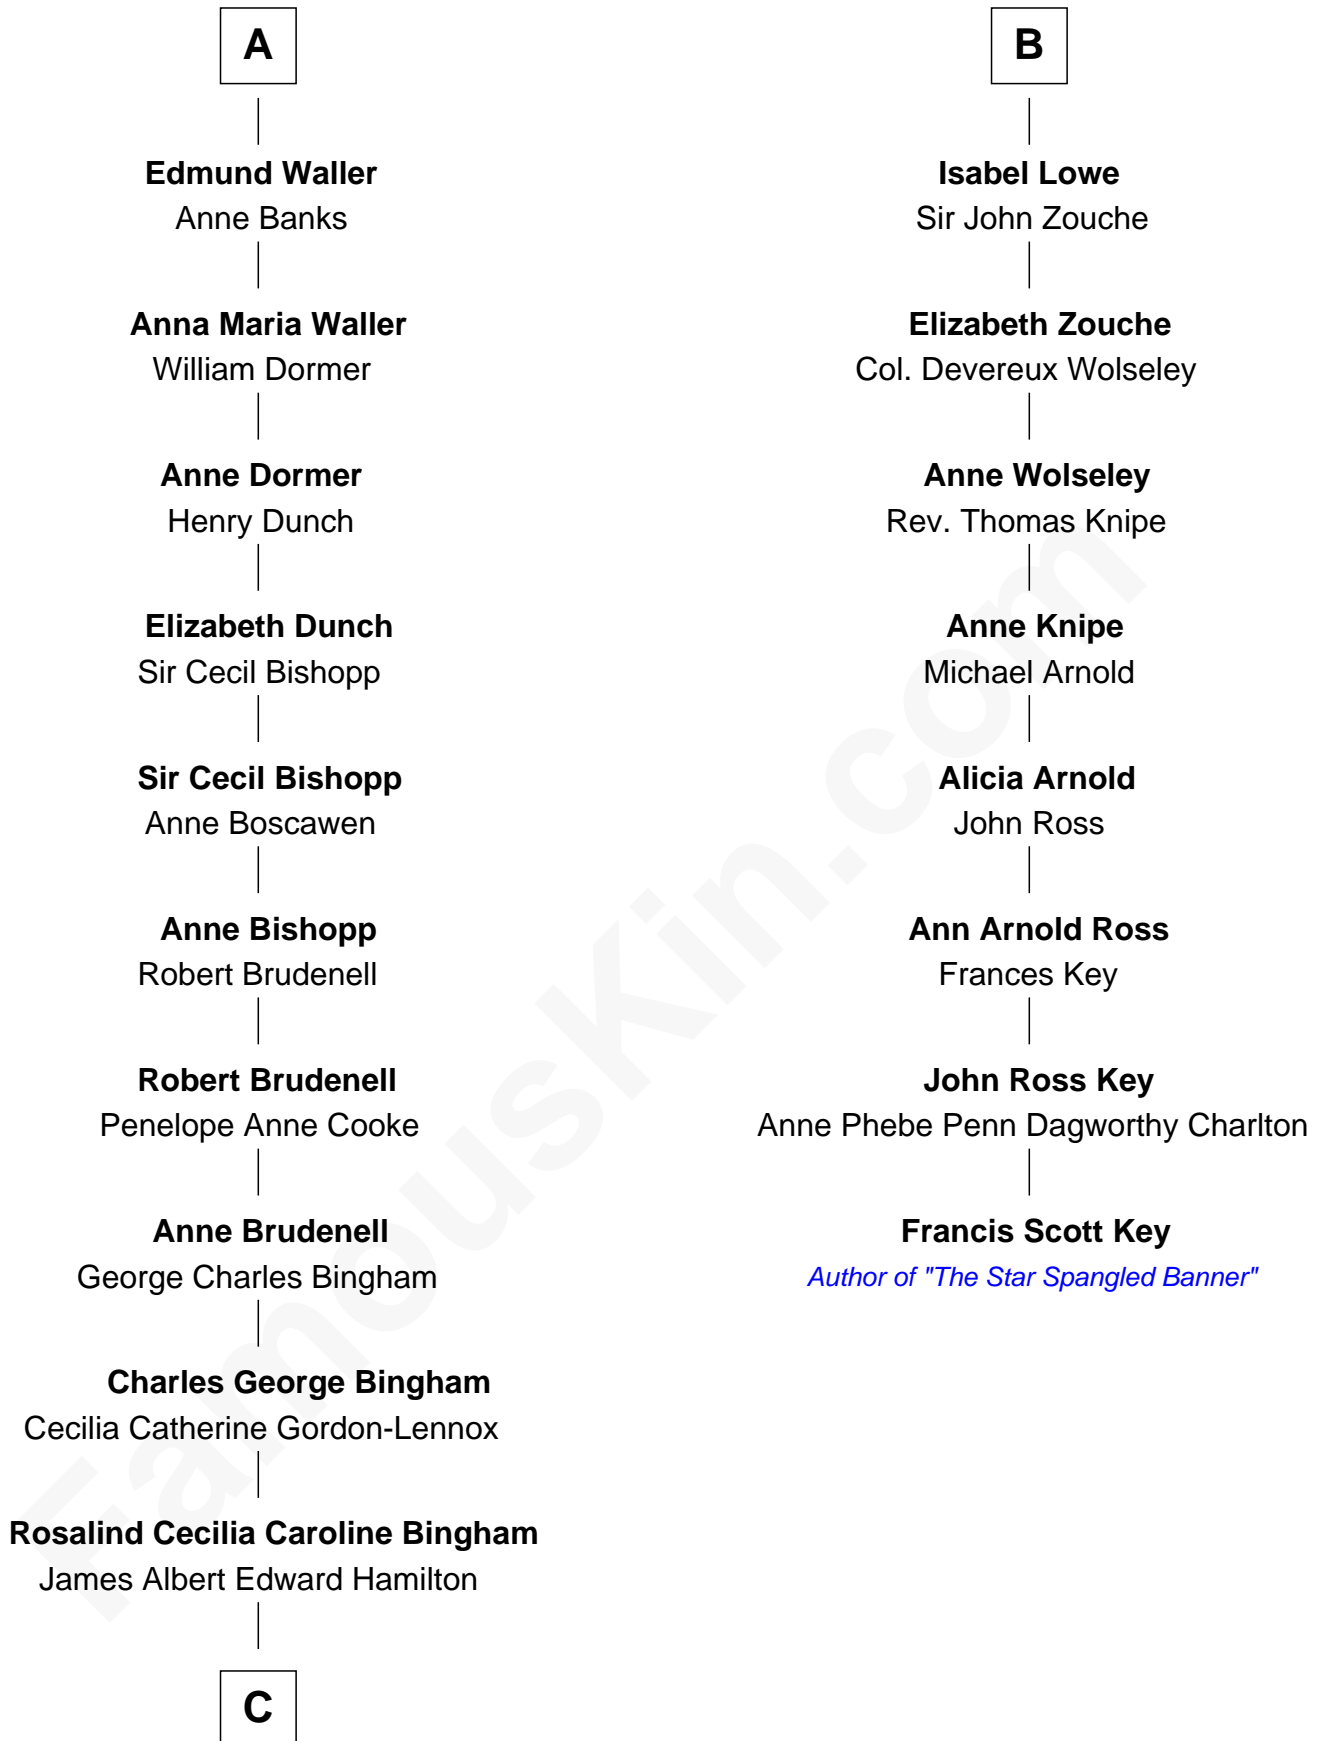 A
Edmund Waller
Anne Banks
Anna Maria Waller
William Dormer
Anne Dormer
Henry Dunch
Elizabeth Dunch
Sir Cecil Bishopp
Sir Cecil Bishopp
Anne Boscawen
Anne Bishopp
Robert Brudenell
Robert Brudenell
Penelope Anne Cooke
Anne Brudenell
George Charles Bingham
Charles George Bingham
Cecilia Catherine Gordon-Lennox
Rosalind Cecilia Caroline Bingham
James Albert Edward Hamilton
C
B
Isabel Lowe
Sir John Zouche
Elizabeth Zouche
Col. Devereux Wolseley
Anne Wolseley
Rev. Thomas Knipe
Anne Knipe
Michael Arnold
Alicia Arnold
John Ross
Ann Arnold Ross
Frances Key
John Ross Key
Anne Phebe Penn Dagworthy Charlton
Francis Scott Key
Author of "The Star Spangled Banner"
FamousKin.com